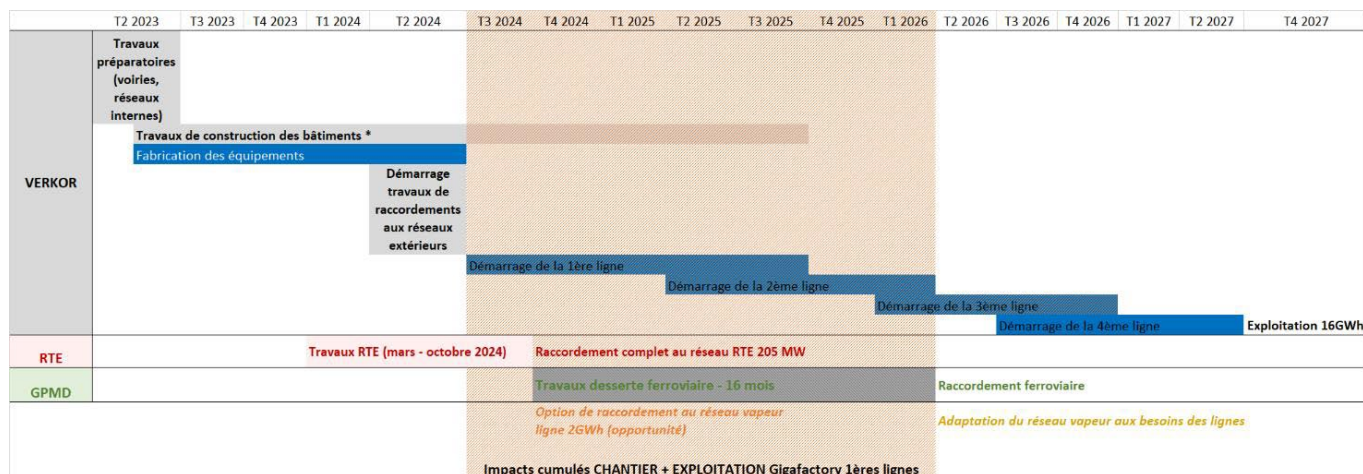 T2 2023 T3 2023 T4 2023 T1 2024 T2 2024 T3 2024 T4 2024 T1 2025 T2 2025 T3 2025 T4 2025 T1 2026 T2 2026 T3 2026 T4 2026 T1 2027 T2 2027 T4 2027
VERKOR
Travaux
préparatoires
(voiries,
réseaux
internes)
Travaux de construction des bâtiments *
Fabrication des équipements
Démarrage
travaux de
raccordements
aux réseaux
extérieurs
Démarrage de la 1ère ligne
Démarrage de la 2ème ligne
Démarrage de la 3ème ligne
Démarrage de la 4ème ligne
Exploitation 16GWh
RTE
Travaux RTE (mars - octobre 2024)
Raccordement complet au réseau RTE 205 MW
GPMD
Travaux desserte ferroviaire - 16 mois
Raccordement ferroviaire
Option de raccordement au réseau vapeur
ligne 2GWh (opportunité)
Adaptation du réseau vapeur aux besoins des lignes
Impacts cumulés CHANTIER + EXPLOITATION Gigafactory 1ères lignes